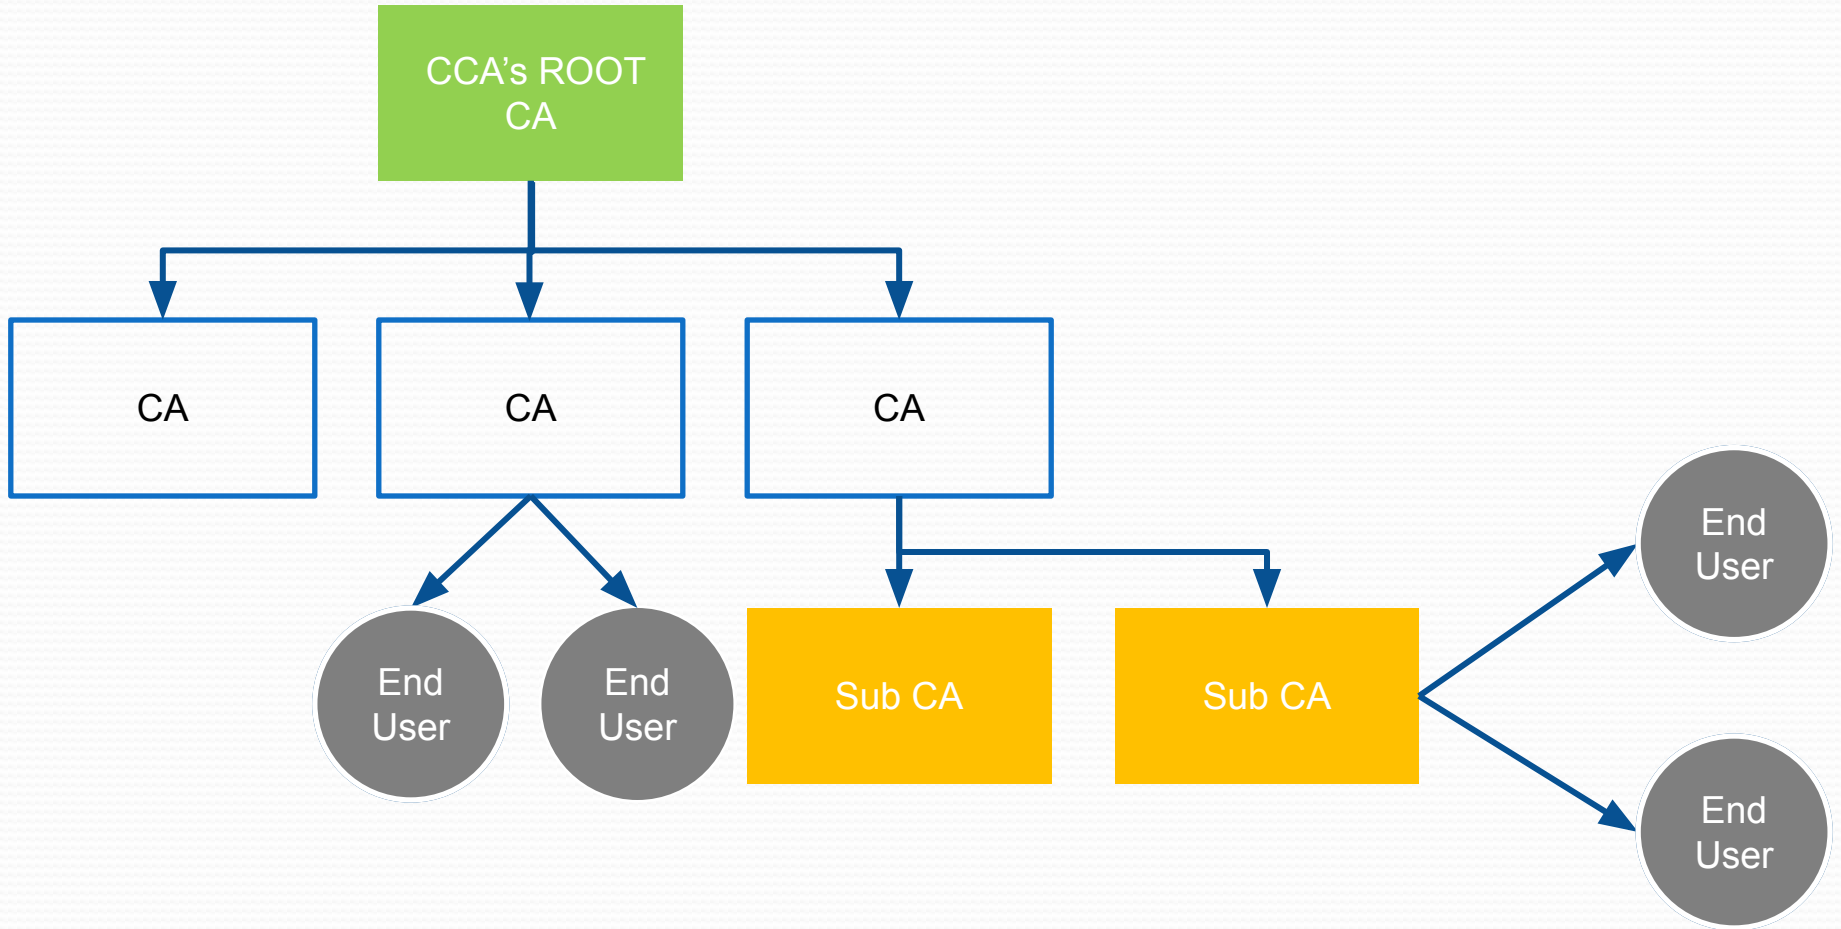 CCA’s ROOT
CA
CA
CA
CA
End
User
End
User
Sub CA
Sub CA
End
User
End
User